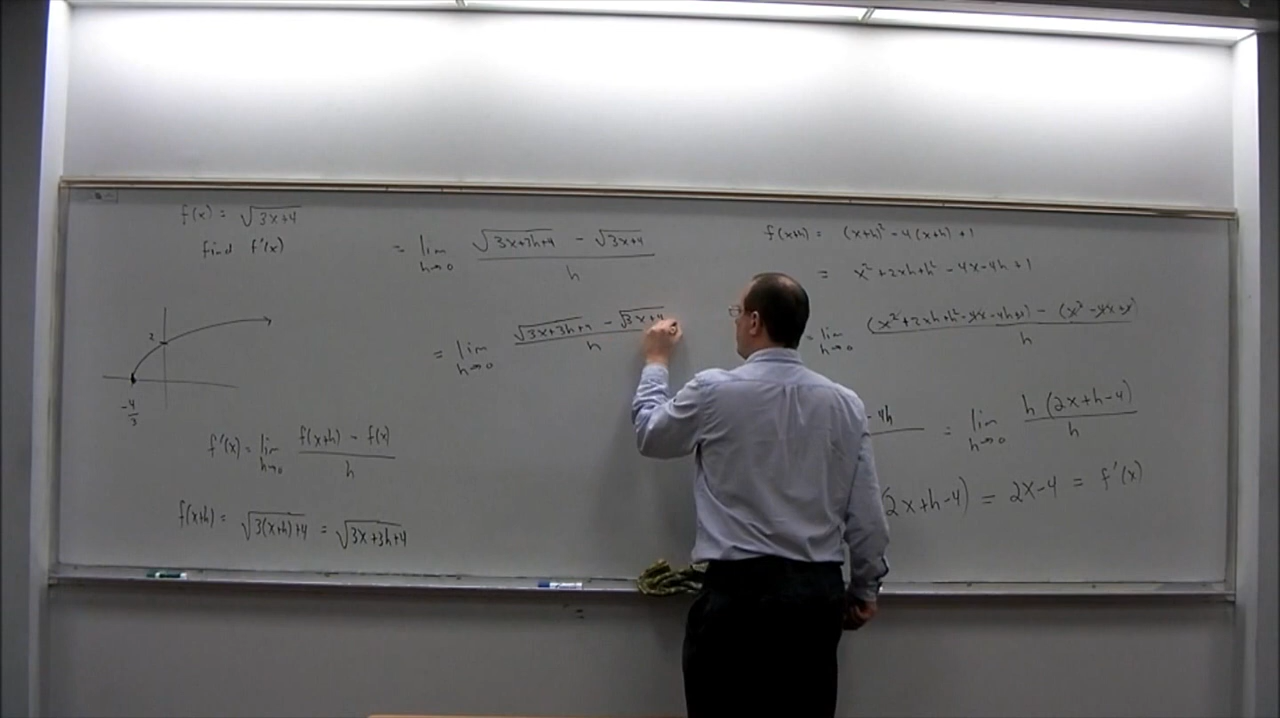 f(x) = √(3x+4)
find f'(x)
2
-4/3
f'(x) = lim h→0 (f(x+h) - f(x))/h
f(x+h) = √(3(x+h)+4) = √(3x+3h+4)
= lim h→0 (√(3x+3h+4) - √(3x+4))/h
= lim h→0 (√(3x+3h+4) - √(3x+4))/h
f(x+h) = (x+h)² - 4(x+h) + 1
= x² + 2xh + h² - 4x - 4h + 1
= lim h→0 ((x² + 2xh + h² - 4x - 4h + 1) - (x² - 4x + 1))/h
- 4h = lim h→0 (h(2x+h-4))/h
(2x+h-4) = 2x-4 = f'(x)